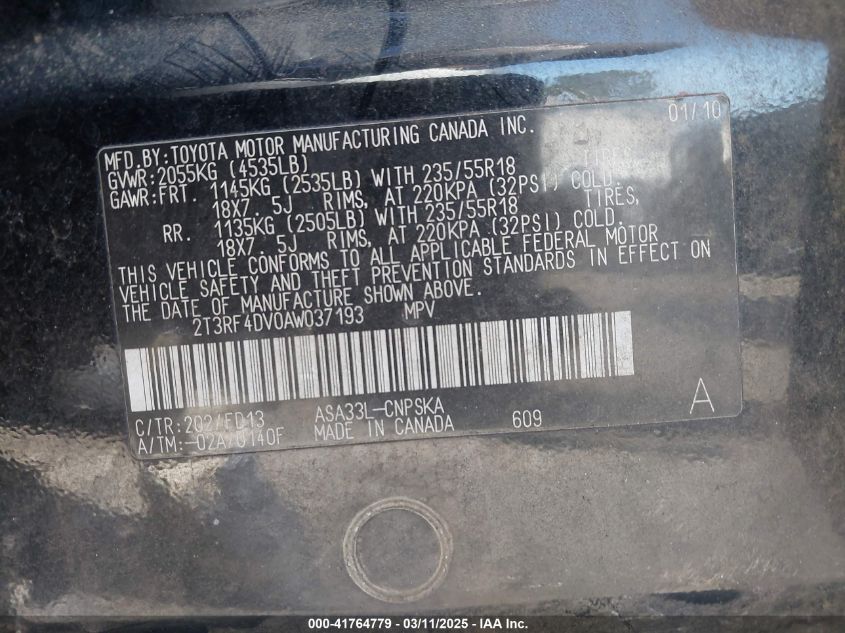 01/10
MFD.BY:TOYOTA MOTOR MANUFACTURING CANADA INC.
GVWR:2055KG (4535LB)
GAWR:FRT. 1145KG (2535LB) WITH 235/55R18 TIRES,
18X7.5J RIMS, AT 220KPA (32PSI) COLD.
RR. 1135KG (2505LB) WITH 235/55R18 TIRES,
18X7.5J RIMS, AT 220KPA (32PSI) COLD.
THIS VEHICLE CONFORMS TO ALL APPLICABLE FEDERAL MOTOR
VEHICLE SAFETY AND THEFT PREVENTION STANDARDS IN EFFECT ON
THE DATE OF MANUFACTURE SHOWN ABOVE.
2T3RF4DV0AW037193 MPV
C/TR:202/FD13 ASA33L-CNPSKA
A/TM:-02A/U140F MADE IN CANADA 609 A
000-41764779 - 03/11/2025 - IAA Inc.